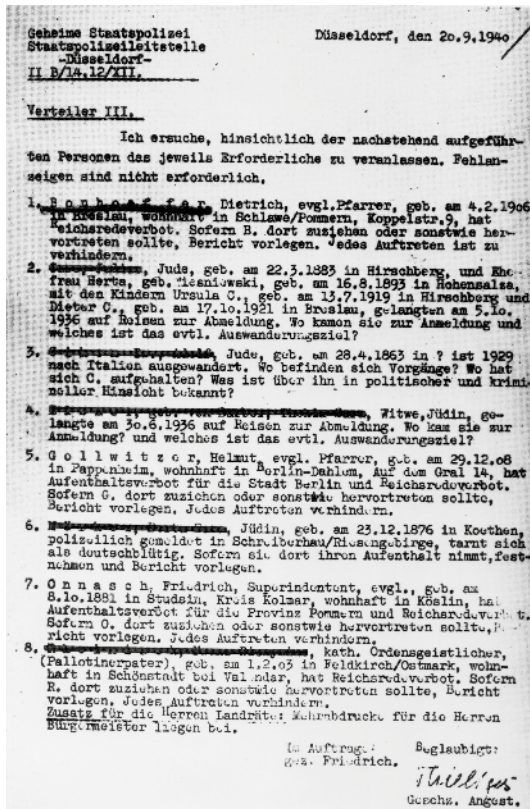 Geheime Staatspolizei
Staatspolizeileitstelle
-Düsseldorf-
II B/14.12/XII.
Düsseldorf, den 20.9.1940
Verteiler III.
Ich ersuche, hinsichtlich der nachstehend aufgeführ-
ten Personen das jeweils Erforderliche zu veranlassen. Fehlan-
zeigen sind nicht erforderlich.
1. B o n h o e f f e r, Dietrich, evgl.Pfarrer, geb. am 4.2.1906
in Breslau, wohnhaft in Schlawe/Pommern, Koppelstr.9, hat
Reichsredeverbot. Sofern B. dort zuziehen oder sonstwie her-
vortreten sollte, Bericht vorlegen. Jedes Auftreten ist zu
verhindern.
2. Jude, geb. am 22.3.1883 in Hirschberg, und Ehe-
frau Herta, geb. am 16.8.1893 in Hohensalza,
mit den Kindern Ursula C., geb. am 13.7.1919 in Hirschberg und
Dieter C., geb. am 17.10.1921 in Breslau, gelangten am 5.10.
1936 auf Reisen zur Abmeldung. Wo kamen sie zur Anmeldung und
welches ist das evtl. Auswanderungsziel?
3. Jude, geb. am 28.4.1863 in ? ist 1929
nach Italien ausgewandert. Wo befinden sich Vorgänge? Wo hat
sich C. aufgehalten? Was ist über ihn in politischer und krimi-
neller Hinsicht bekannt?
4. Witwe,Jüdin, ge-
langte am 30.6.1936 auf Reisen zur Abmeldung. Wo kam sie zur
Anmeldung? und welches ist das evtl. Auswanderungsziel?
5. G o l l w i t z e r, Helmut, evgl. Pfarrer, geb. am 29.12.08
in Pappenheim, wohnhaft in Berlin-Dahlem, Auf dem Gral 14, hat
Aufenthaltsverbot für die Stadt Berlin und Reichsredeverbot.
Sofern G. dort zuziehen oder sonstwie hervortreten sollte,
Bericht vorlegen. Jedes Auftreten verhindern.
6. Jüdin, geb. am 23.12.1876 in Koethen,
polizeilich gemeldet in Schreiberhau/Riesengebirge, tarnt sich
als deutschblütig. Sofern sie dort ihren Aufenthalt nimmt,fest-
nehmen und Bericht vorlegen.
7. O n n a s c h, Friedrich, Superindentent, evgl., geb. am
8.10.1881 in Studsin, Kreis Kolmar, wohnhaft in Köslin, hat
Aufenthaltsverbot für die Provinz Pommern und Reichsredeverbot.
Sofern O. dort zuziehen oder sonstwie hervortreten sollte, Be-
richt vorlegen. Jedes Auftreten verhindern.
8. kath. Ordensgeistlicher,
(Pallotinerpater), geb. am 1.2.03 in Feldkirch/Ostmark, wohn-
haft in Schönstadt bei Valendar, hat Reichsredeverbot. Sofern
R. dort zuziehen oder sonstwie hervortreten sollte, Bericht
vorlegen. Jedes Auftreten verhindern.
Zusatz für die Herren Landräte: Mehrabdrucke für die Herren
Bürgermeister liegen bei.
Im Auftrage:
gez. Friedrich.
Beglaubigt:
Geschz. Angest.